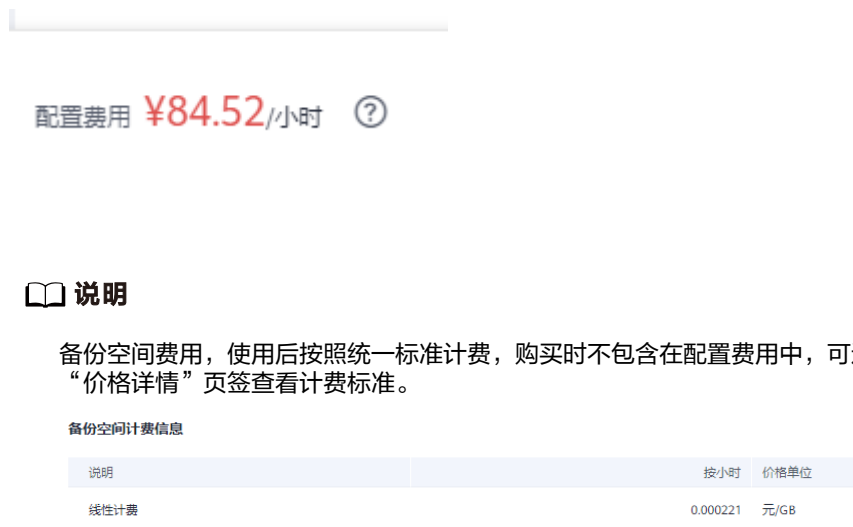 配置费用 ¥84.52/小时
说明
备份空间费用，使用后按照统一标准计费，购买时不包含在配置费用中，可
“价格详情”页签查看计费标准。
备份空间计费信息
说明 按小时 价格单位
线性计费 0.000221 元/GB